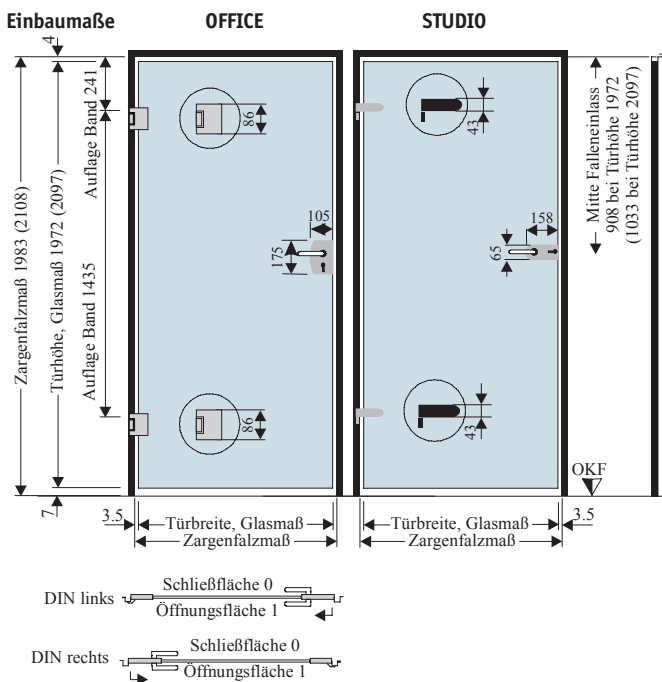 Einbaumaße
OFFICE
STUDIO
4
Zargenfalzmaß 1983 (2108)
Türhöhe, Glasmaß 1972 (2097)
Auflage Band 241
Auflage Band 1435
86
86
105
175
43
43
158
65
Mitte Falleneinlass
908 bei Türhöhe 1972
(1033 bei Türhöhe 2097)
OKF
7
3.5
Türbreite, Glasmaß
Zargenfalzmaß
Türbreite, Glasmaß
Zargenfalzmaß
3.5
DIN links
Schließfläche 0
Öffnungsfläche 1
DIN rechts
Schließfläche 0
Öffnungsfläche 1